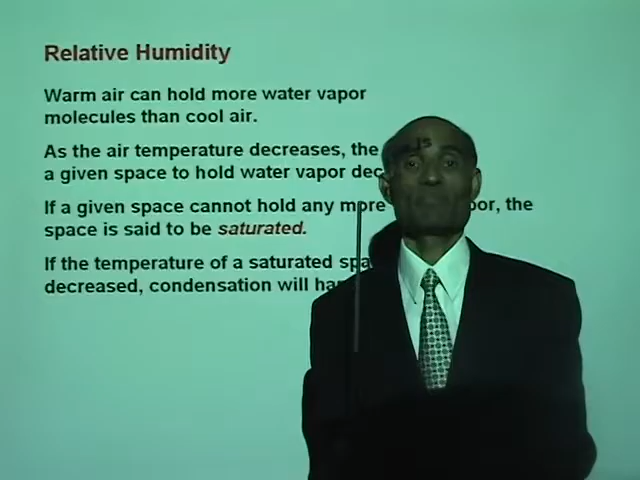 Relative Humidity
Warm air can hold more water vapor
molecules than cool air.
As the air temperature decreases, the
a given space to hold water vapor dec
If a given space cannot hold any more por, the
space is said to be saturated.
If the temperature of a saturated spa
decreased, condensation will ha